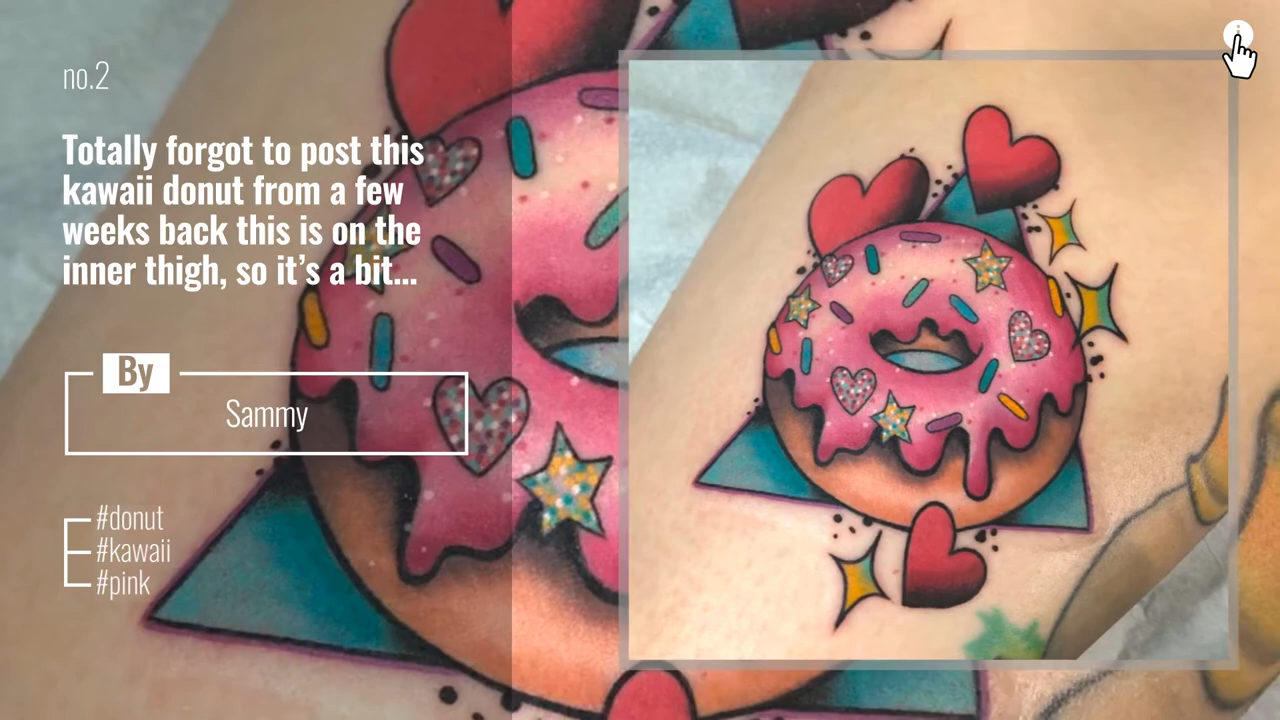 no.2
Totally forgot to post this
kawaii donut from a few
weeks back this is on the
inner thigh, so it’s a bit...
By
Sammy
#donut
#kawaii
#pink